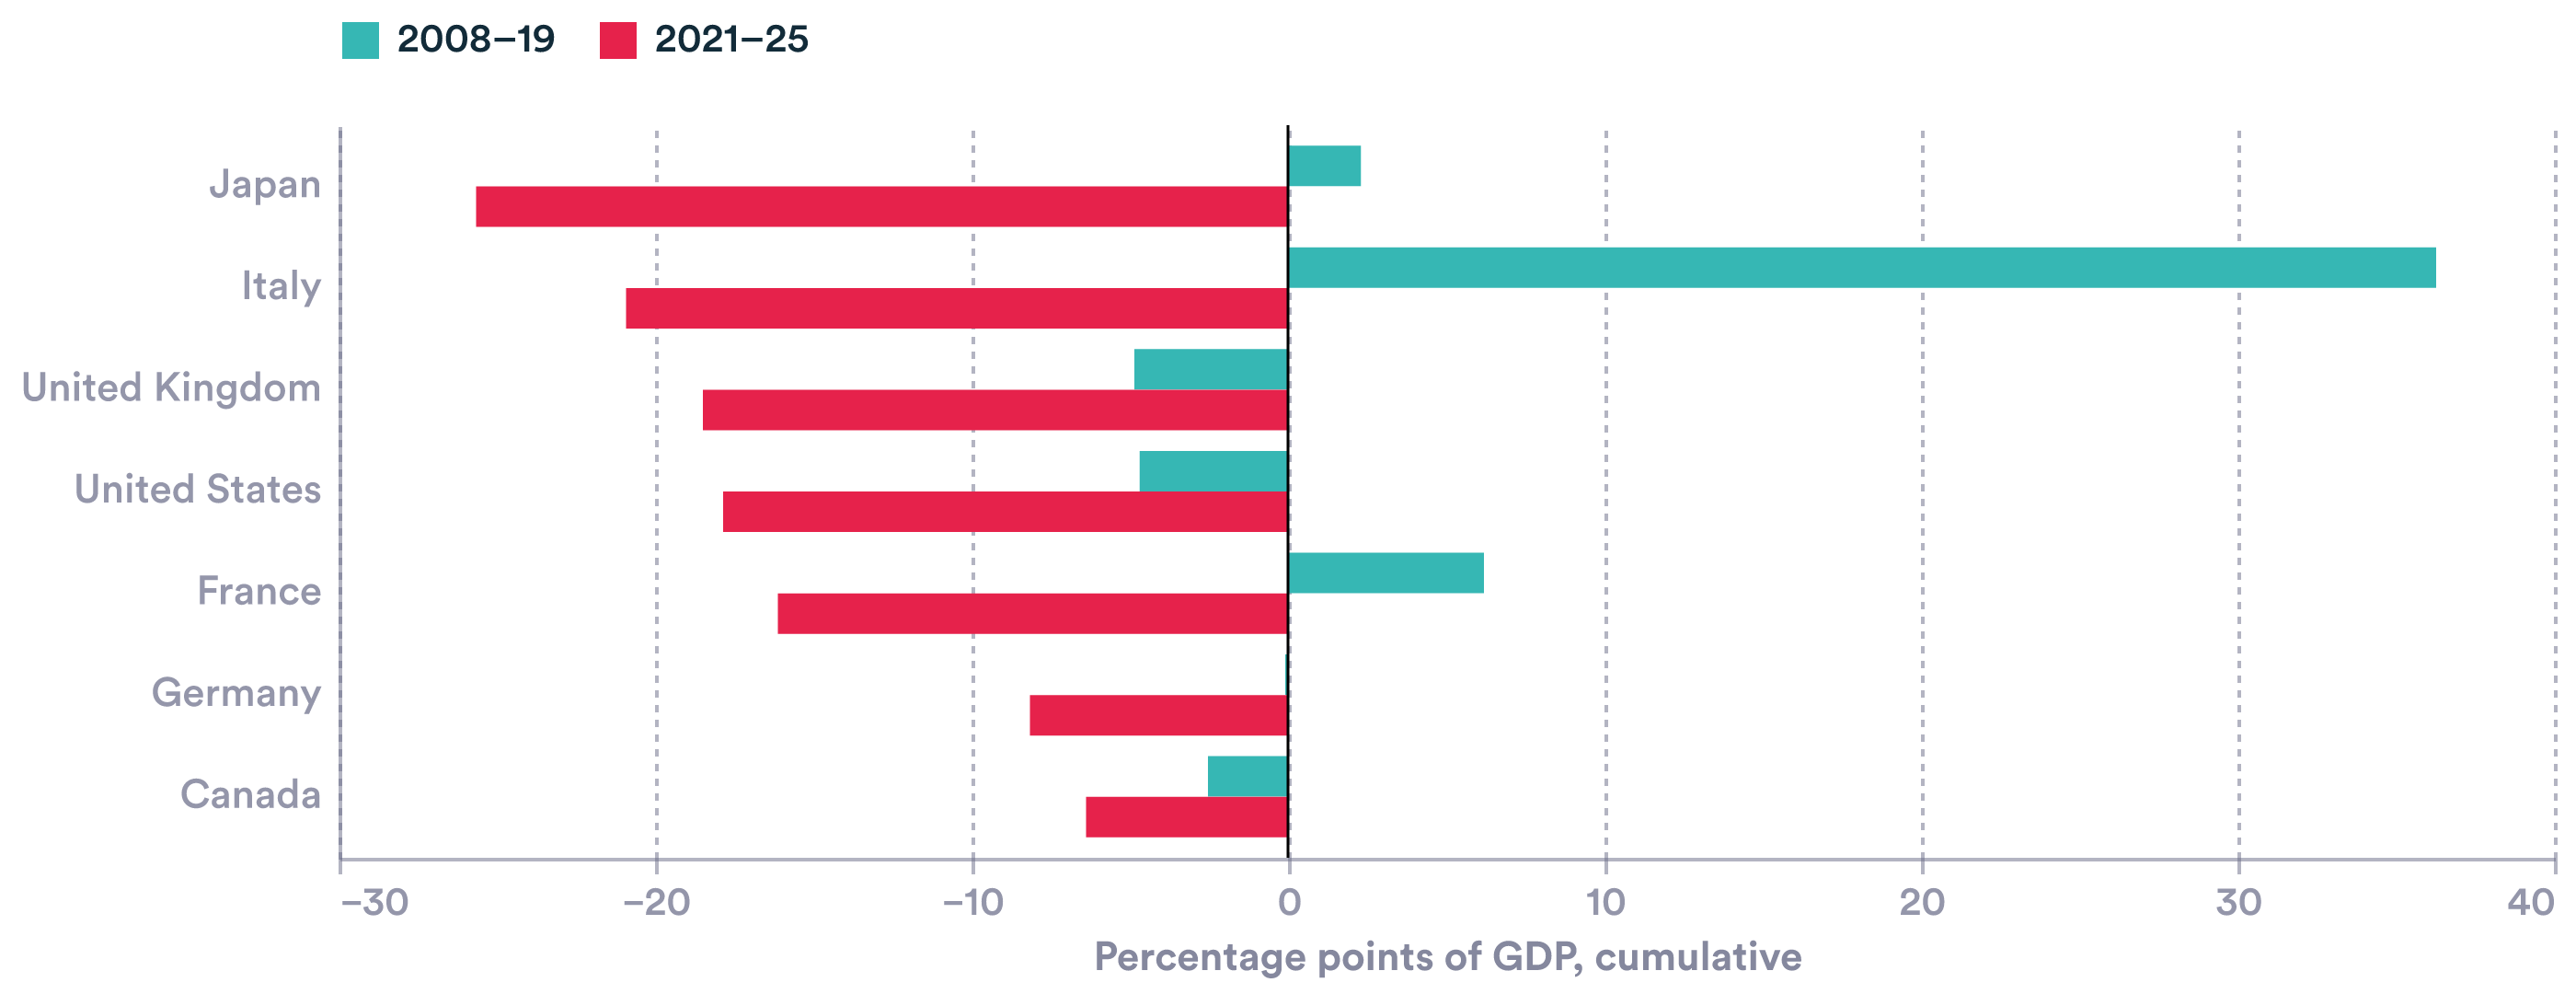 2008–19 2021–25
Japan
Italy
United Kingdom
United States
France
Germany
Canada
–30 –20 –10 0 10 20 30 40
Percentage points of GDP, cumulative